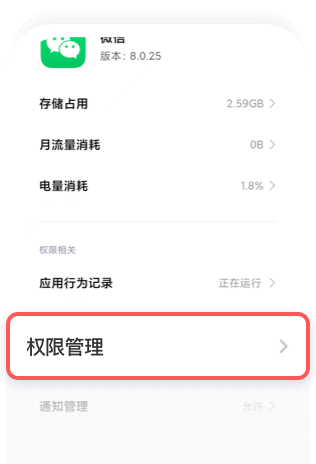 微信
版本：8.0.25
存储占用 2.59GB
月流量消耗 0B
电量消耗 1.8%
权限相关
应用行为记录 正在运行
权限管理
通知管理 允许